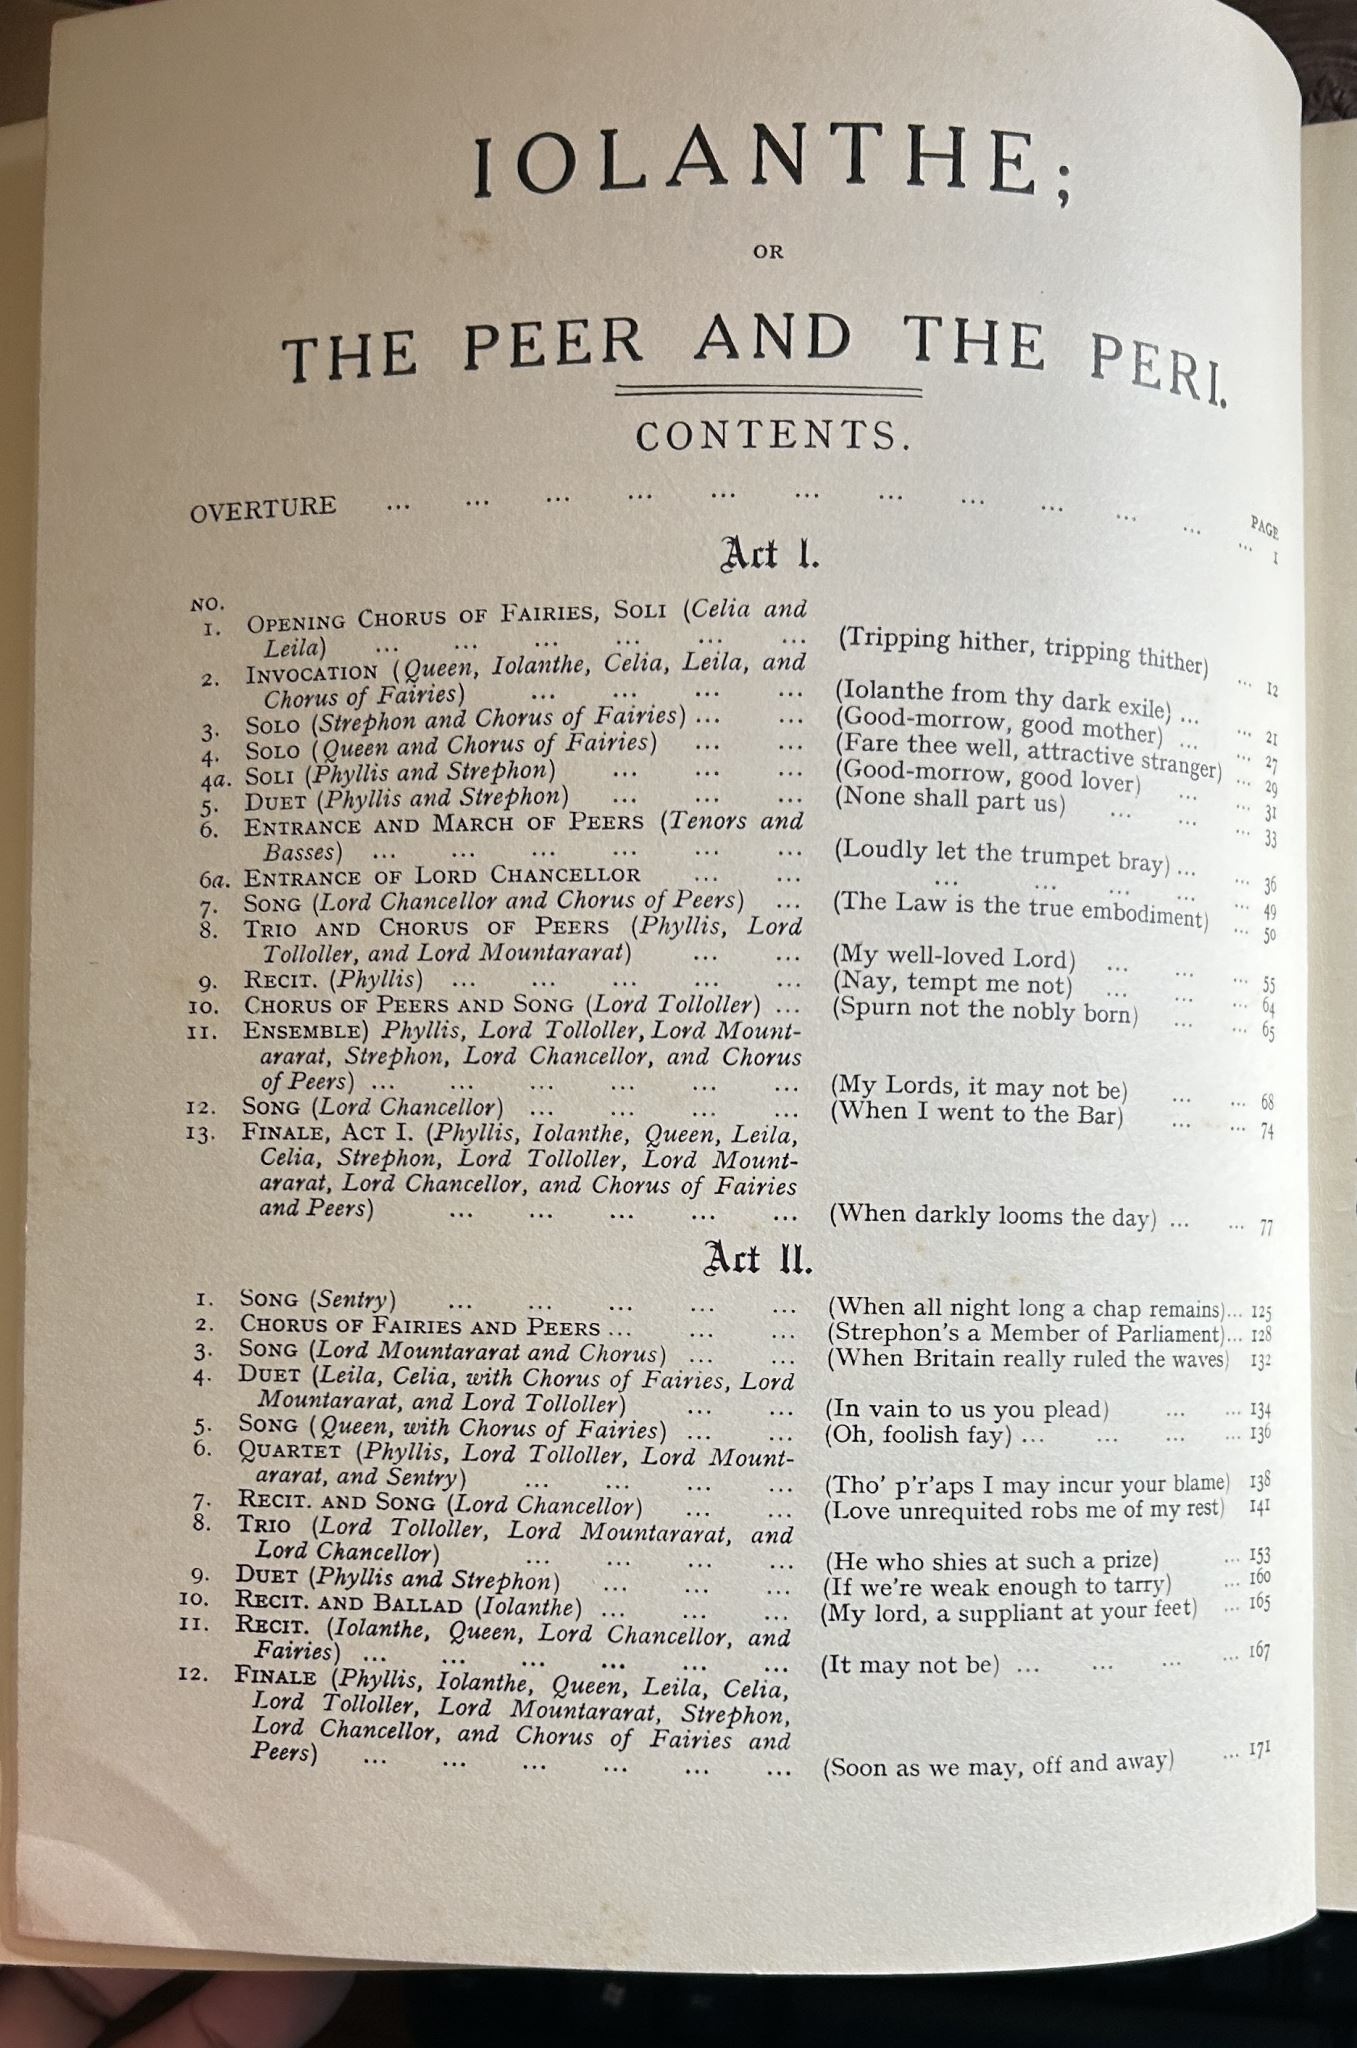 IOLANTHE;
OR
THE PEER AND THE PERI.
CONTENTS.
PAGE
OVERTURE ... ... ... ... ... ... ... ... ... ... ... ... 1
Act I.
NO.
1. OPENING CHORUS OF FAIRIES, SOLI (Celia and
Leila) ... ... ... ... ... ... (Tripping hither, tripping thither) ... 12
2. INVOCATION (Queen, Iolanthe, Celia, Leila, and
Chorus of Fairies) ... ... ... ... (Iolanthe from thy dark exile) ... ... 21
3. SOLO (Strephon and Chorus of Fairies) ... ... (Good-morrow, good mother) ... ... 27
4. SOLO (Queen and Chorus of Fairies) ... ... (Fare thee well, attractive stranger) ... 29
4a. SOLI (Phyllis and Strephon) ... ... ... (Good-morrow, good lover) ... ... 31
5. DUET (Phyllis and Strephon) ... ... ... (None shall part us) ... ... ... 33
6. ENTRANCE AND MARCH OF PEERS (Tenors and
Basses) ... ... ... ... ... ... (Loudly let the trumpet bray) ... ... 36
6a. ENTRANCE OF LORD CHANCELLOR ... ... ... ... ... ... ... 49
7. SONG (Lord Chancellor and Chorus of Peers) ... (The Law is the true embodiment) ... 50
8. TRIO AND CHORUS OF PEERS (Phyllis, Lord
Tolloller, and Lord Mountararat) ... ... (My well-loved Lord) ... ... ... 55
9. RECIT. (Phyllis) ... ... ... ... ... (Nay, tempt me not) ... ... ... 64
10. CHORUS OF PEERS AND SONG (Lord Tolloller) ... (Spurn not the nobly born) ... ... 65
11. ENSEMBLE) Phyllis, Lord Tolloller, Lord Mount-
ararat, Strephon, Lord Chancellor, and Chorus
of Peers) ... ... ... ... ... ... (My Lords, it may not be) ... ... 68
12. SONG (Lord Chancellor) ... ... ... ... (When I went to the Bar) ... ... 74
13. FINALE, ACT I. (Phyllis, Iolanthe, Queen, Leila,
Celia, Strephon, Lord Tolloller, Lord Mount-
ararat, Lord Chancellor, and Chorus of Fairies
and Peers) ... ... ... ... ... (When darkly looms the day) ... ... 77
Act II.
1. SONG (Sentry) ... ... ... ... ... (When all night long a chap remains)... 125
2. CHORUS OF FAIRIES AND PEERS ... ... ... (Strephon's a Member of Parliament)... 128
3. SONG (Lord Mountararat and Chorus) ... ... (When Britain really ruled the waves) 132
4. DUET (Leila, Celia, with Chorus of Fairies, Lord
Mountararat, and Lord Tolloller) ... ... (In vain to us you plead) ... ... 134
5. SONG (Queen, with Chorus of Fairies) ... ... (Oh, foolish fay) ... ... ... ... 136
6. QUARTET (Phyllis, Lord Tolloller, Lord Mount-
ararat, and Sentry) ... ... ... ... (Tho' p'r'aps I may incur your blame) 138
7. RECIT. AND SONG (Lord Chancellor) ... ... (Love unrequited robs me of my rest) 141
8. TRIO (Lord Tolloller, Lord Mountararat, and
Lord Chancellor) ... ... ... ... (He who shies at such a prize) ... 153
9. DUET (Phyllis and Strephon) ... ... ... (If we're weak enough to tarry) ... 160
10. RECIT. AND BALLAD (Iolanthe) ... ... ... (My lord, a suppliant at your feet) ... 165
11. RECIT. (Iolanthe, Queen, Lord Chancellor, and
Fairies) ... ... ... ... ... ... (It may not be) ... ... ... ... 167
12. FINALE (Phyllis, Iolanthe, Queen, Leila, Celia,
Lord Tolloller, Lord Mountararat, Strephon,
Lord Chancellor, and Chorus of Fairies and
Peers) ... ... ... ... ... ... (Soon as we may, off and away) ... 171